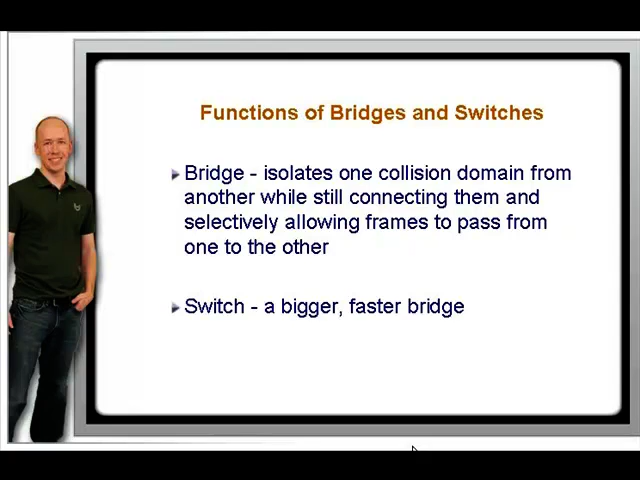 Functions of Bridges and Switches
Bridge - isolates one collision domain from
another while still connecting them and
selectively allowing frames to pass from
one to the other
Switch - a bigger, faster bridge